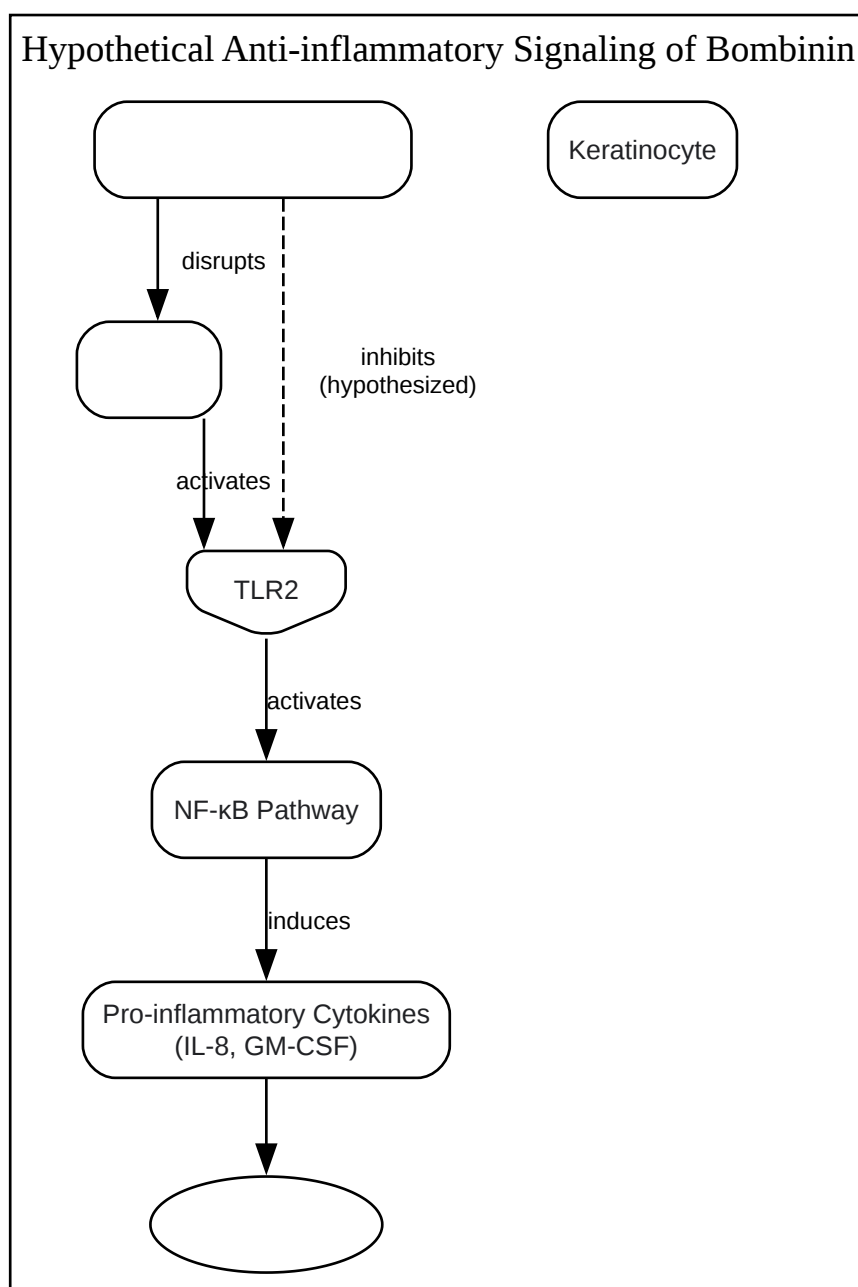 Hypothetical Anti-inflammatory Signaling of Bombinin
Keratinocyte
disrupts
inhibits
(hypothesized)
activates
TLR2
activates
NF-κB Pathway
induces
Pro-inflammatory Cytokines
(IL-8, GM-CSF)